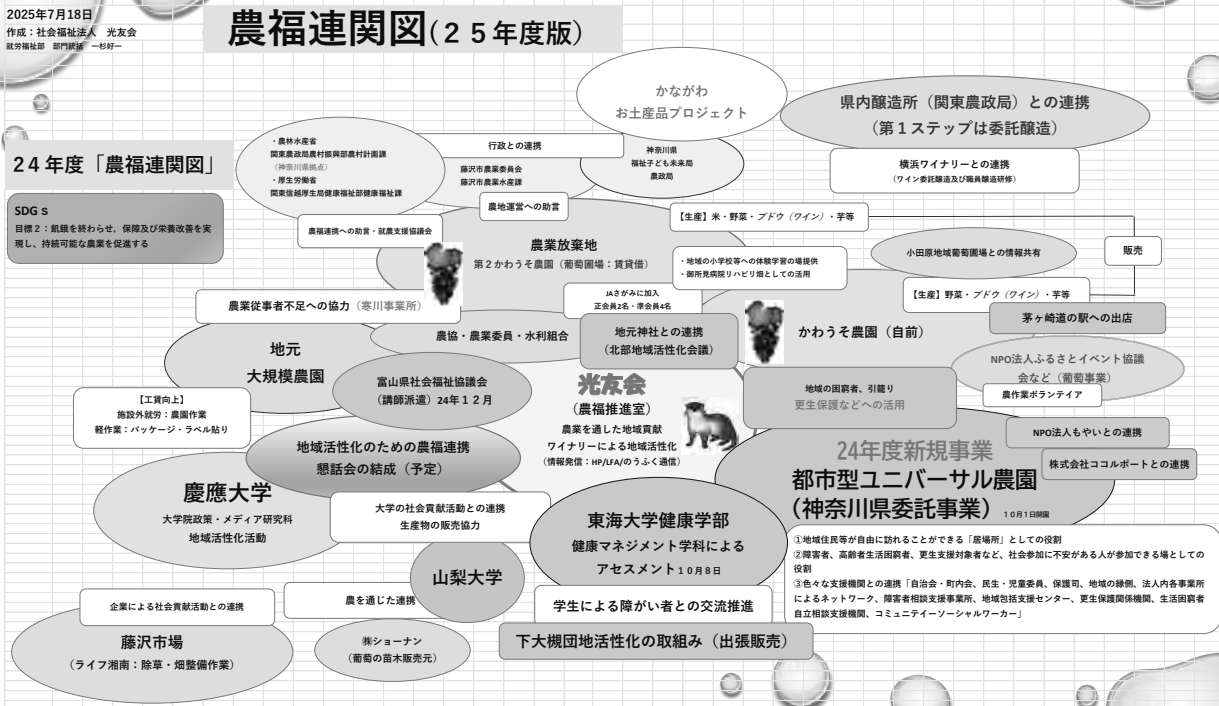 2025年7月18日
作成：社会福祉法人　光友会
就労福祉部　部門統括　一杉好一
農福連関図(２５年度版)
２４年度「農福連関図」
SDGｓ
目標２：飢餓を終わらせ、保障及び栄養改善を実
現し、持続可能な農業を促進する
かながわ
お土産品プロジェクト
県内醸造所（関東農政局）との連携
（第１ステップは委託醸造）
横浜ワイナリーとの連携
（ワイン委託醸造及び職員醸造研修）
・農林水産省
関東農政局農村振興部農村計画課
（神奈川県拠点）
・厚生労働省
関東信越厚生局健康福祉部健康福祉課
行政との連携
藤沢市農業委員会
藤沢市農業水産課
神奈川県
福祉子ども未来局
農政局
農地運営への助言
農福連携への助言・就農支援協議会
農業放棄地
第２かわうそ農園（葡萄圃場：賃貸借）
【生産】米・野菜・ブドウ（ワイン）・芋等
・地域の小学校等への体験学習の場提供
・御所見病院リハビリ畑としての活用
小田原地域葡萄圃場との情報共有
販売
【生産】野菜・ブドウ（ワイン）・芋等
茅ヶ崎道の駅への出店
JAさがみに加入
正会員2名・準会員4名
農業従事者不足への協力（寒川事業所）
農協・農業委員・水利組合
地元神社との連携
（北部地域活性化会議）
かわうそ農園（自前）
NPO法人ふるさとイベント協議
会など（葡萄事業）
農作業ボランテイア
地元
大規模農園
富山県社会福祉協議会
（講師派遣）24年１２月
光友会
（農福推進室）
農業を通した地域貢献
ワイナリーによる地域活性化
（情報発信：HP/LFA/のうふく通信）
地域の困窮者、引籠り
更生保護などへの活用
【工賃向上】
施設外就労：農園作業
軽作業：パッケージ・ラベル貼り
地域活性化のための農福連携
懇話会の結成（予定）
24年度新規事業
都市型ユニバーサル農園
（神奈川県委託事業）１０月１日開園
NPO法人もやいとの連携
株式会社ココルポートとの連携
慶應大学
大学院政策・メディア研究科
地域活性化活動
大学の社会貢献活動との連携
生産物の販売協力
東海大学健康学部
健康マネジメント学科による
アセスメント１０月８日
①地域住民等が自由に訪れることができる「居場所」としての役割
②障害者、高齢者生活困窮者、更生支援対象者など、社会参加に不安がある人が参加できる場としての
役割
③色々な支援機関との連携「自治会・町内会、民生・児童委員、保護司、地域の縁側、法人内各事業所
によるネットワーク、障害者相談支援事業所、地域包括支援センター、更生保護関係機関、生活困窮者
自立相談支援機関、コミュニテイーソーシャルワーカー」
山梨大学
農を通じた連携
学生による障がい者との交流推進
下大槻団地活性化の取組み（出張販売）
企業による社会貢献活動との連携
藤沢市場
（ライフ湘南：除草・畑整備作業）
㈱ショーナン
（葡萄の苗木販売元）